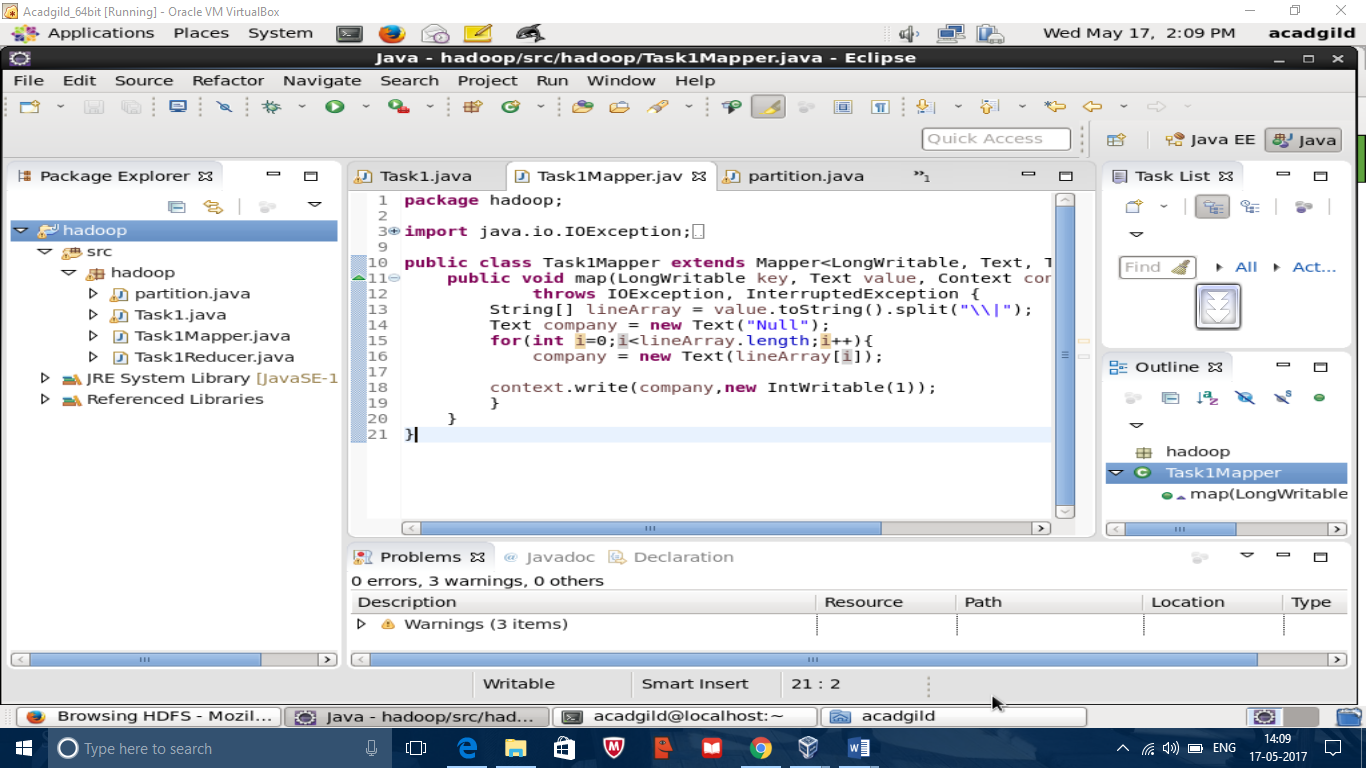 Acadgild_64bit [Running] - Oracle VM VirtualBox
Applications Places System Wed May 17, 2:09 PM acadgild
Java - hadoop/src/hadoop/Task1Mapper.java - Eclipse
File Edit Source Refactor Navigate Search Project Run Window Help
Quick Access Java EE Java
Package Explorer
hadoop
src
hadoop
partition.java
Task1.java
Task1Mapper.java
Task1Reducer.java
JRE System Library [JavaSE-1
Referenced Libraries
Task1.java Task1Mapper.jav partition.java »1
1 package hadoop;
2
3 import java.io.IOException;
9
10 public class Task1Mapper extends Mapper<LongWritable, Text, T
11 public void map(LongWritable key, Text value, Context con
12 throws IOException, InterruptedException {
13 String[] lineArray = value.toString().split("\\|");
14 Text company = new Text("Null");
15 for(int i=0;i<lineArray.length;i++){
16 company = new Text(lineArray[i]);
17
18 context.write(company,new IntWritable(1));
19 }
20 }
21 }
Task List
Find All Act...
Outline
hadoop
Task1Mapper
map(LongWritable
Problems Javadoc Declaration
0 errors, 3 warnings, 0 others
Description Resource Path Location Type
Warnings (3 items)
Writable Smart Insert 21 : 2
Browsing HDFS - Mozil... Java - hadoop/src/had... acadgild@localhost:~ acadgild
Type here to search ENG 14:09
17-05-2017